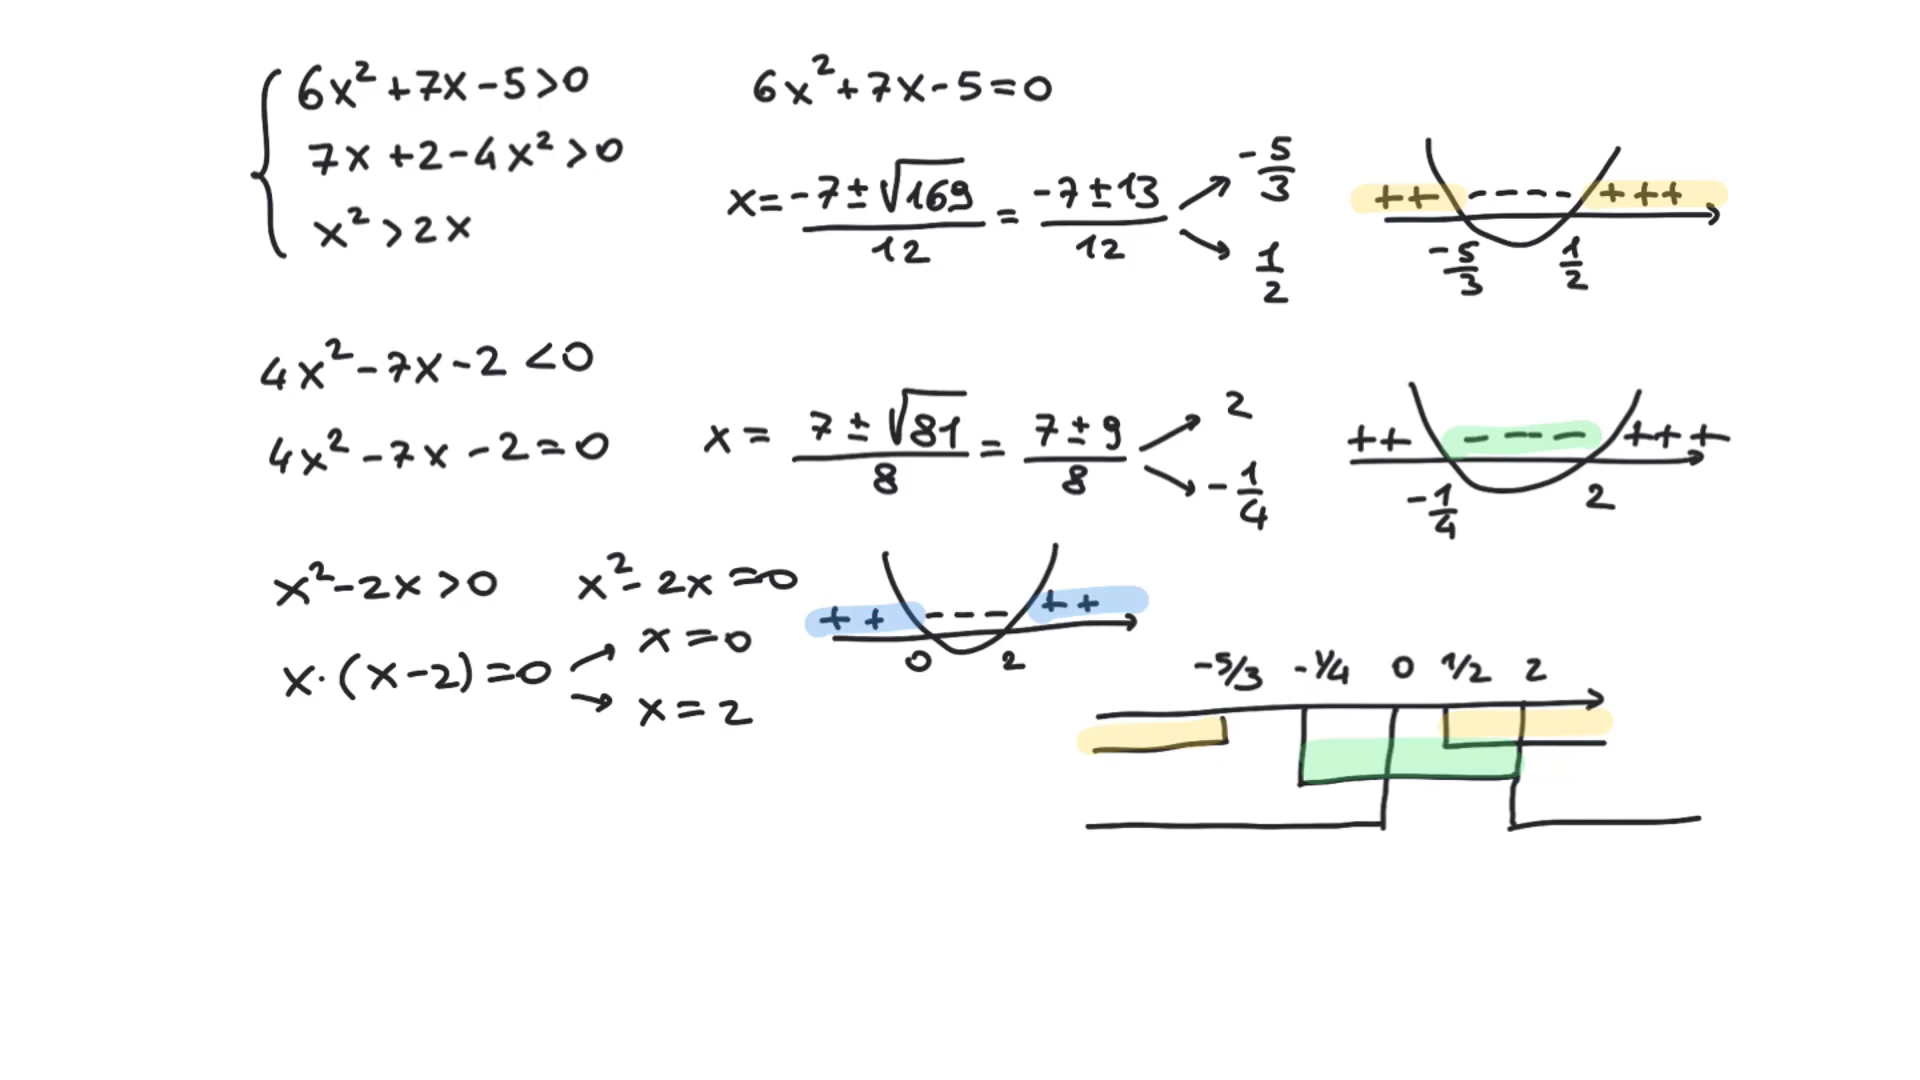 6x²+7x-5>0
7x+2-4x²>0
x²>2x
6x²+7x-5=0
x= (-7±√169)/12 = (-7±13)/12
-5/3
1/2
++ ---- +++
-5/3 1/2
4x²-7x-2<0
4x²-7x-2=0
x= (7±√81)/8 = (7±9)/8
2
-1/4
++ --- +++
-1/4 2
x²-2x>0
x²-2x=0
x·(x-2)=0
x=0
x=2
++ --- ++
0 2
-5/3 -1/4 0 1/2 2